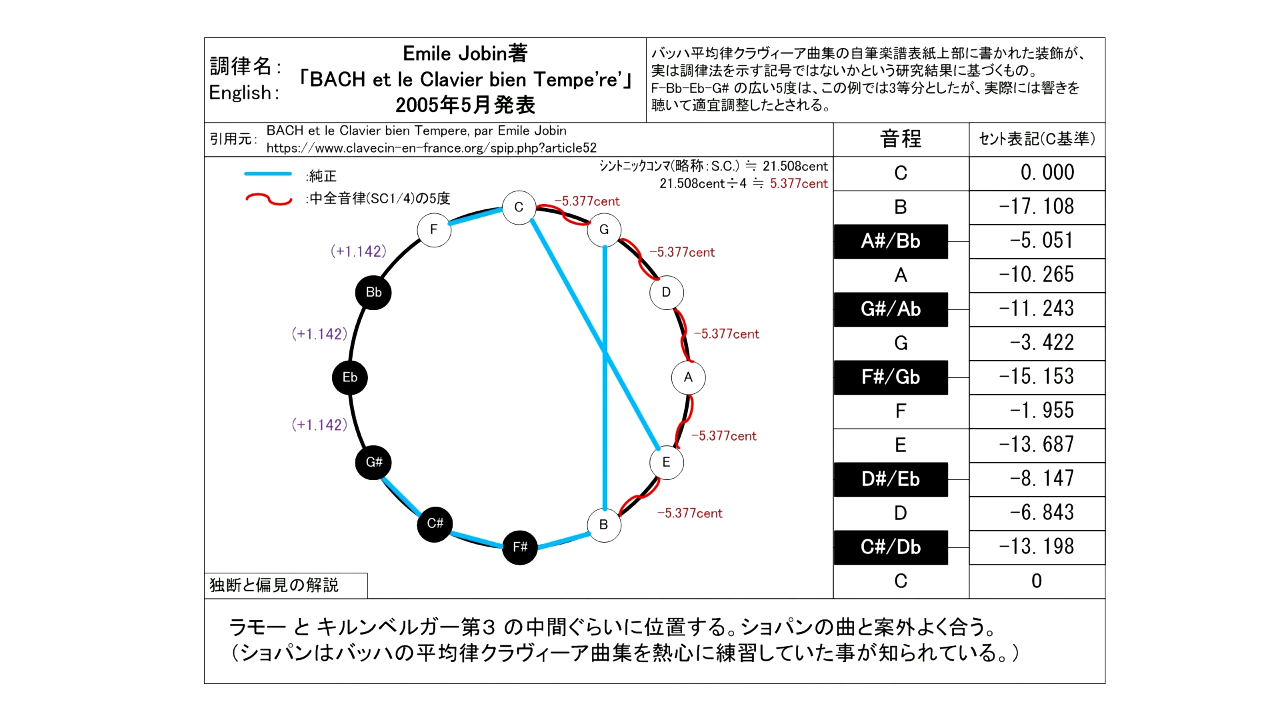 調律名：
English：
Emile Jobin著
「BACH et le Clavier bien Tempe're'」
2005年5月発表
バッハ平均律クラヴィーア曲集の自筆楽譜表紙上部に書かれた装飾が、
実は調律法を示す記号ではないかという研究結果に基づくもの。
F-Bb-Eb-G# の広い5度は、この例では3等分としたが、実際には響きを
聴いて適宜調整したとされる。
引用元：
BACH et le Clavier bien Tempere, par Emile Jobin
https://www.clavecin-en-france.org/spip.php?article52
音程
セント表記(C基準)
シントニックコンマ(略称：S.C.) ≒ 21.508cent
21.508cent÷4 ≒ 5.377cent
:純正
:中全音律(SC1/4)の5度
C
-5.377cent
G
-5.377cent
D
-5.377cent
A
-5.377cent
E
-5.377cent
B
F#
C#
G#
(+1.142)
Eb
(+1.142)
Bb
(+1.142)
F
C 0.000
B -17.108
A#/Bb -5.051
A -10.265
G#/Ab -11.243
G -3.422
F#/Gb -15.153
F -1.955
E -13.687
D#/Eb -8.147
D -6.843
C#/Db -13.198
C 0
独断と偏見の解説
ラモー と キルンベルガー第３ の中間ぐらいに位置する。ショパンの曲と案外よく合う。
（ショパンはバッハの平均律クラヴィーア曲集を熱心に練習していた事が知られている。）